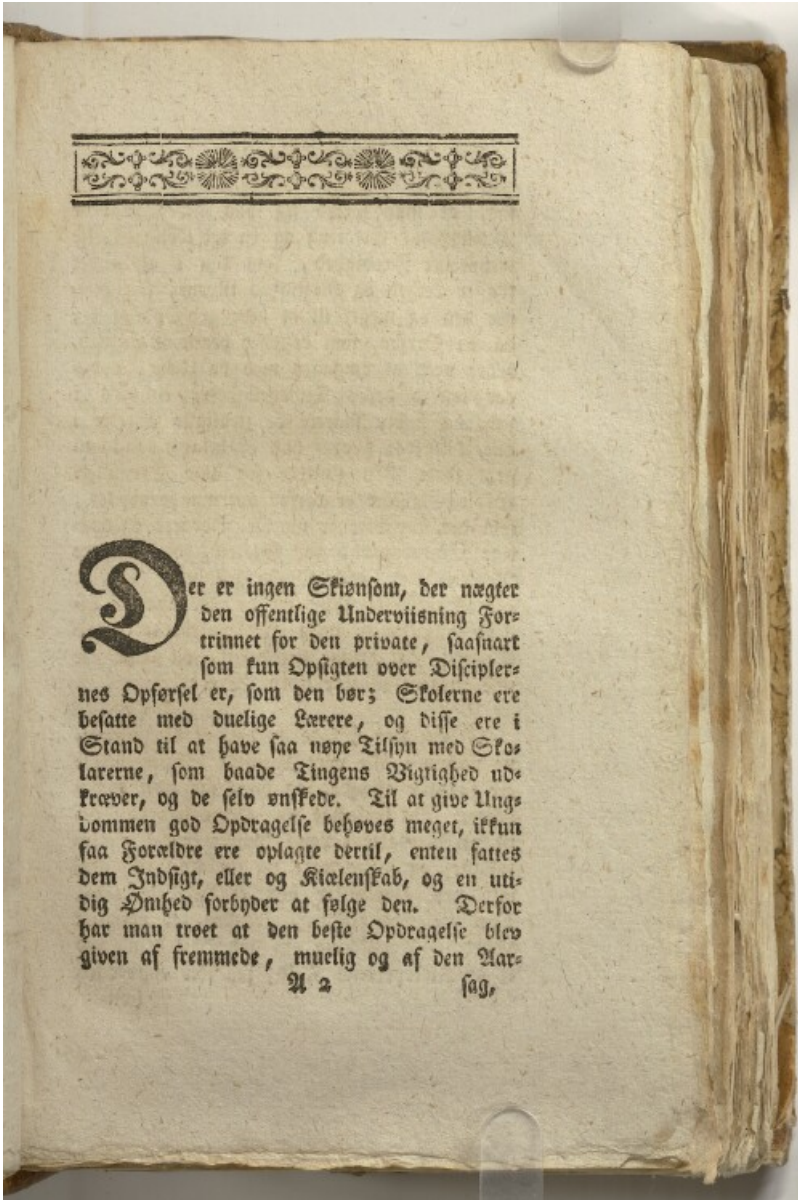 Der er ingen Skiønsom, der nægter
den offentlige Underviisning For-
trinnet for den private, saasnart
som kun Opsigten over Discipler-
nes Opførsel er, som den bør; Skolerne ere
besatte med duelige Lærere, og disse ere i
Stand til at have saa nøye Tilsyn med Sko-
larerne, som baade Tingens Vigtighed ud-
kræver, og de selv ønskede. Til at give Ung-
dommen god Opdragelse behøves meget, ikkun
faa Forældre ere oplagte dertil, enten fattes
dem Indsigt, eller og Kiælenskab, og en uti-
dig Ømhed forbyder at følge den. Derfor
har man troet at den beste Opdragelse blev
given af fremmede, muelig og af den Aar-
A 2 sag,